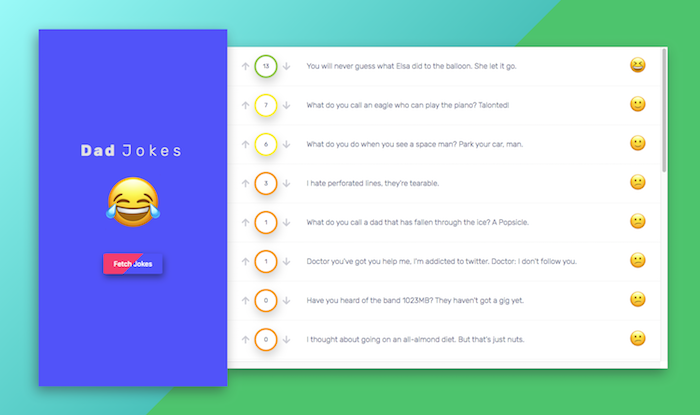 Dad Jokes
Fetch Jokes
13 You will never guess what Elsa did to the balloon. She let it go.
7 What do you call an eagle who can play the piano? Talonted!
6 What do you do when you see a space man? Park your car, man.
3 I hate perforated lines, they're tearable.
1 What do you call a dad that has fallen through the ice? A Popsicle.
1 Doctor you've got you help me, I'm addicted to twitter. Doctor: I don't follow you.
0 Have you heard of the band 1023MB? They haven't got a gig yet.
0 I thought about going on an all-almond diet. But that's just nuts.